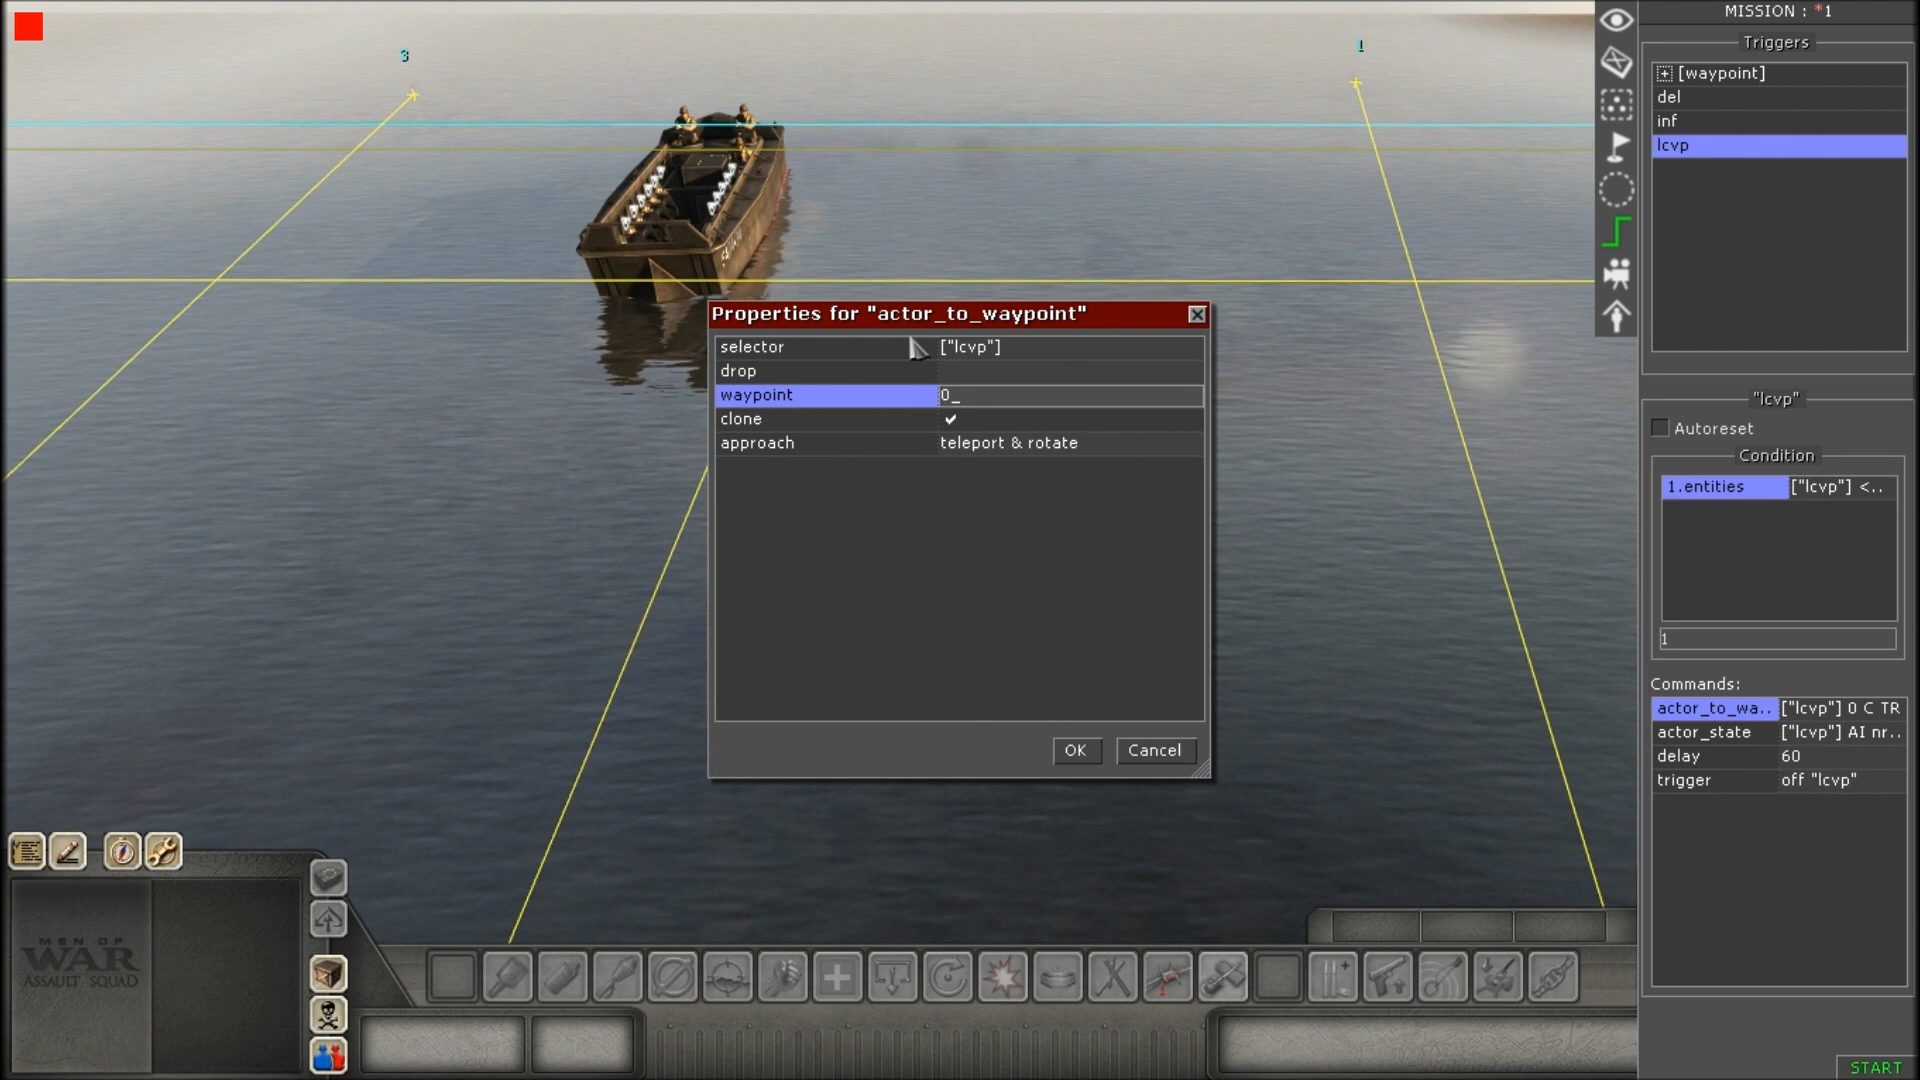 MISSION : *1
3
1
Triggers
[waypoint]
del
inf
lcvp
Properties for "actor_to_waypoint"
selector ["lcvp"]
drop
waypoint 0_
clone
approach teleport & rotate
OK Cancel
"lcvp"
Autoreset
Condition
1.entities ["lcvp"] <..
1
Commands:
actor_to_wa.. ["lcvp"] 0 C TR
actor_state ["lcvp"] AI nr..
delay 60
trigger off "lcvp"
MEN OF
WAR
ASSAULT SQUAD
START